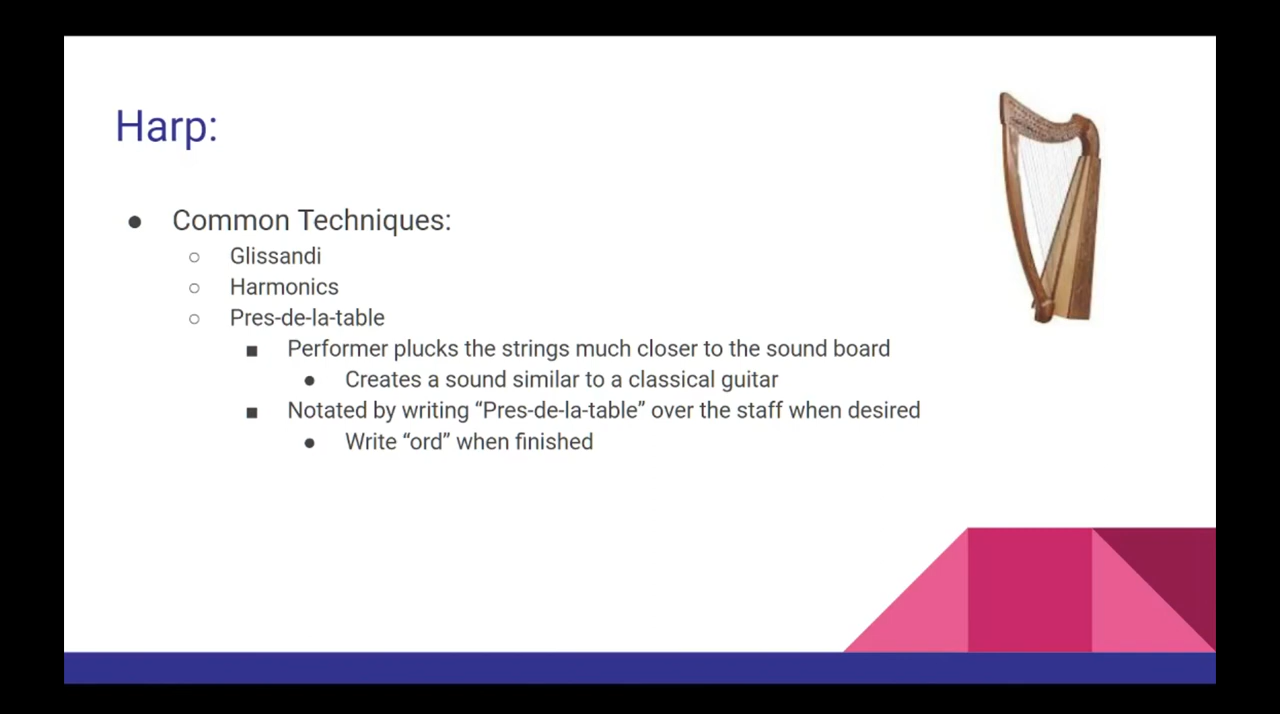 Harp:
● Common Techniques:
○ Glissandi
○ Harmonics
○ Pres-de-la-table
■ Performer plucks the strings much closer to the sound board
● Creates a sound similar to a classical guitar
■ Notated by writing “Pres-de-la-table” over the staff when desired
● Write “ord” when finished